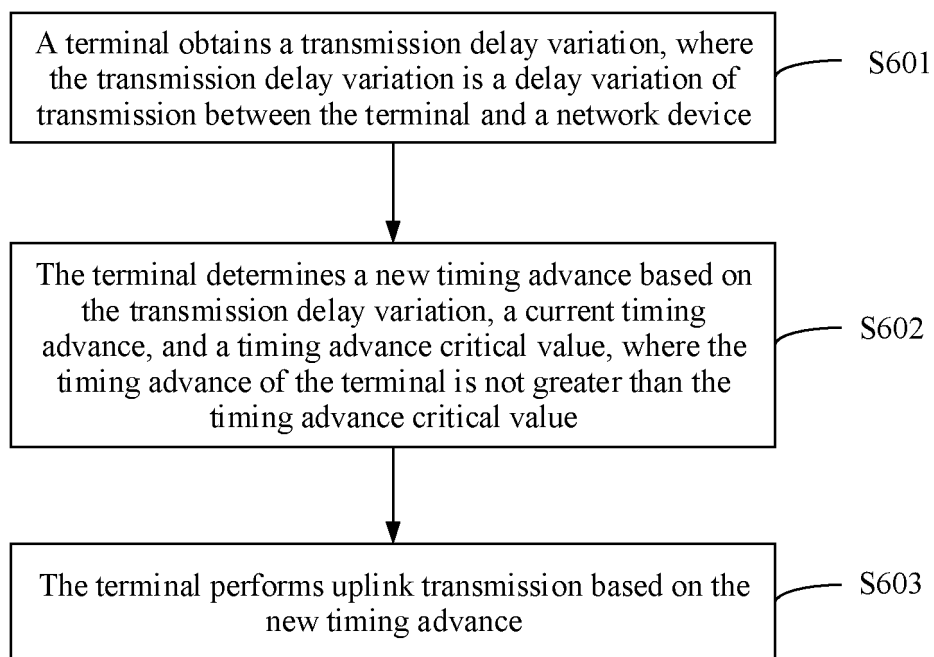 A terminal obtains a transmission delay variation, where
the transmission delay variation is a delay variation of
transmission between the terminal and a network device
S601
The terminal determines a new timing advance based on
the transmission delay variation, a current timing
advance, and a timing advance critical value, where the
timing advance of the terminal is not greater than the
timing advance critical value
S602
The terminal performs uplink transmission based on the
new timing advance
S603